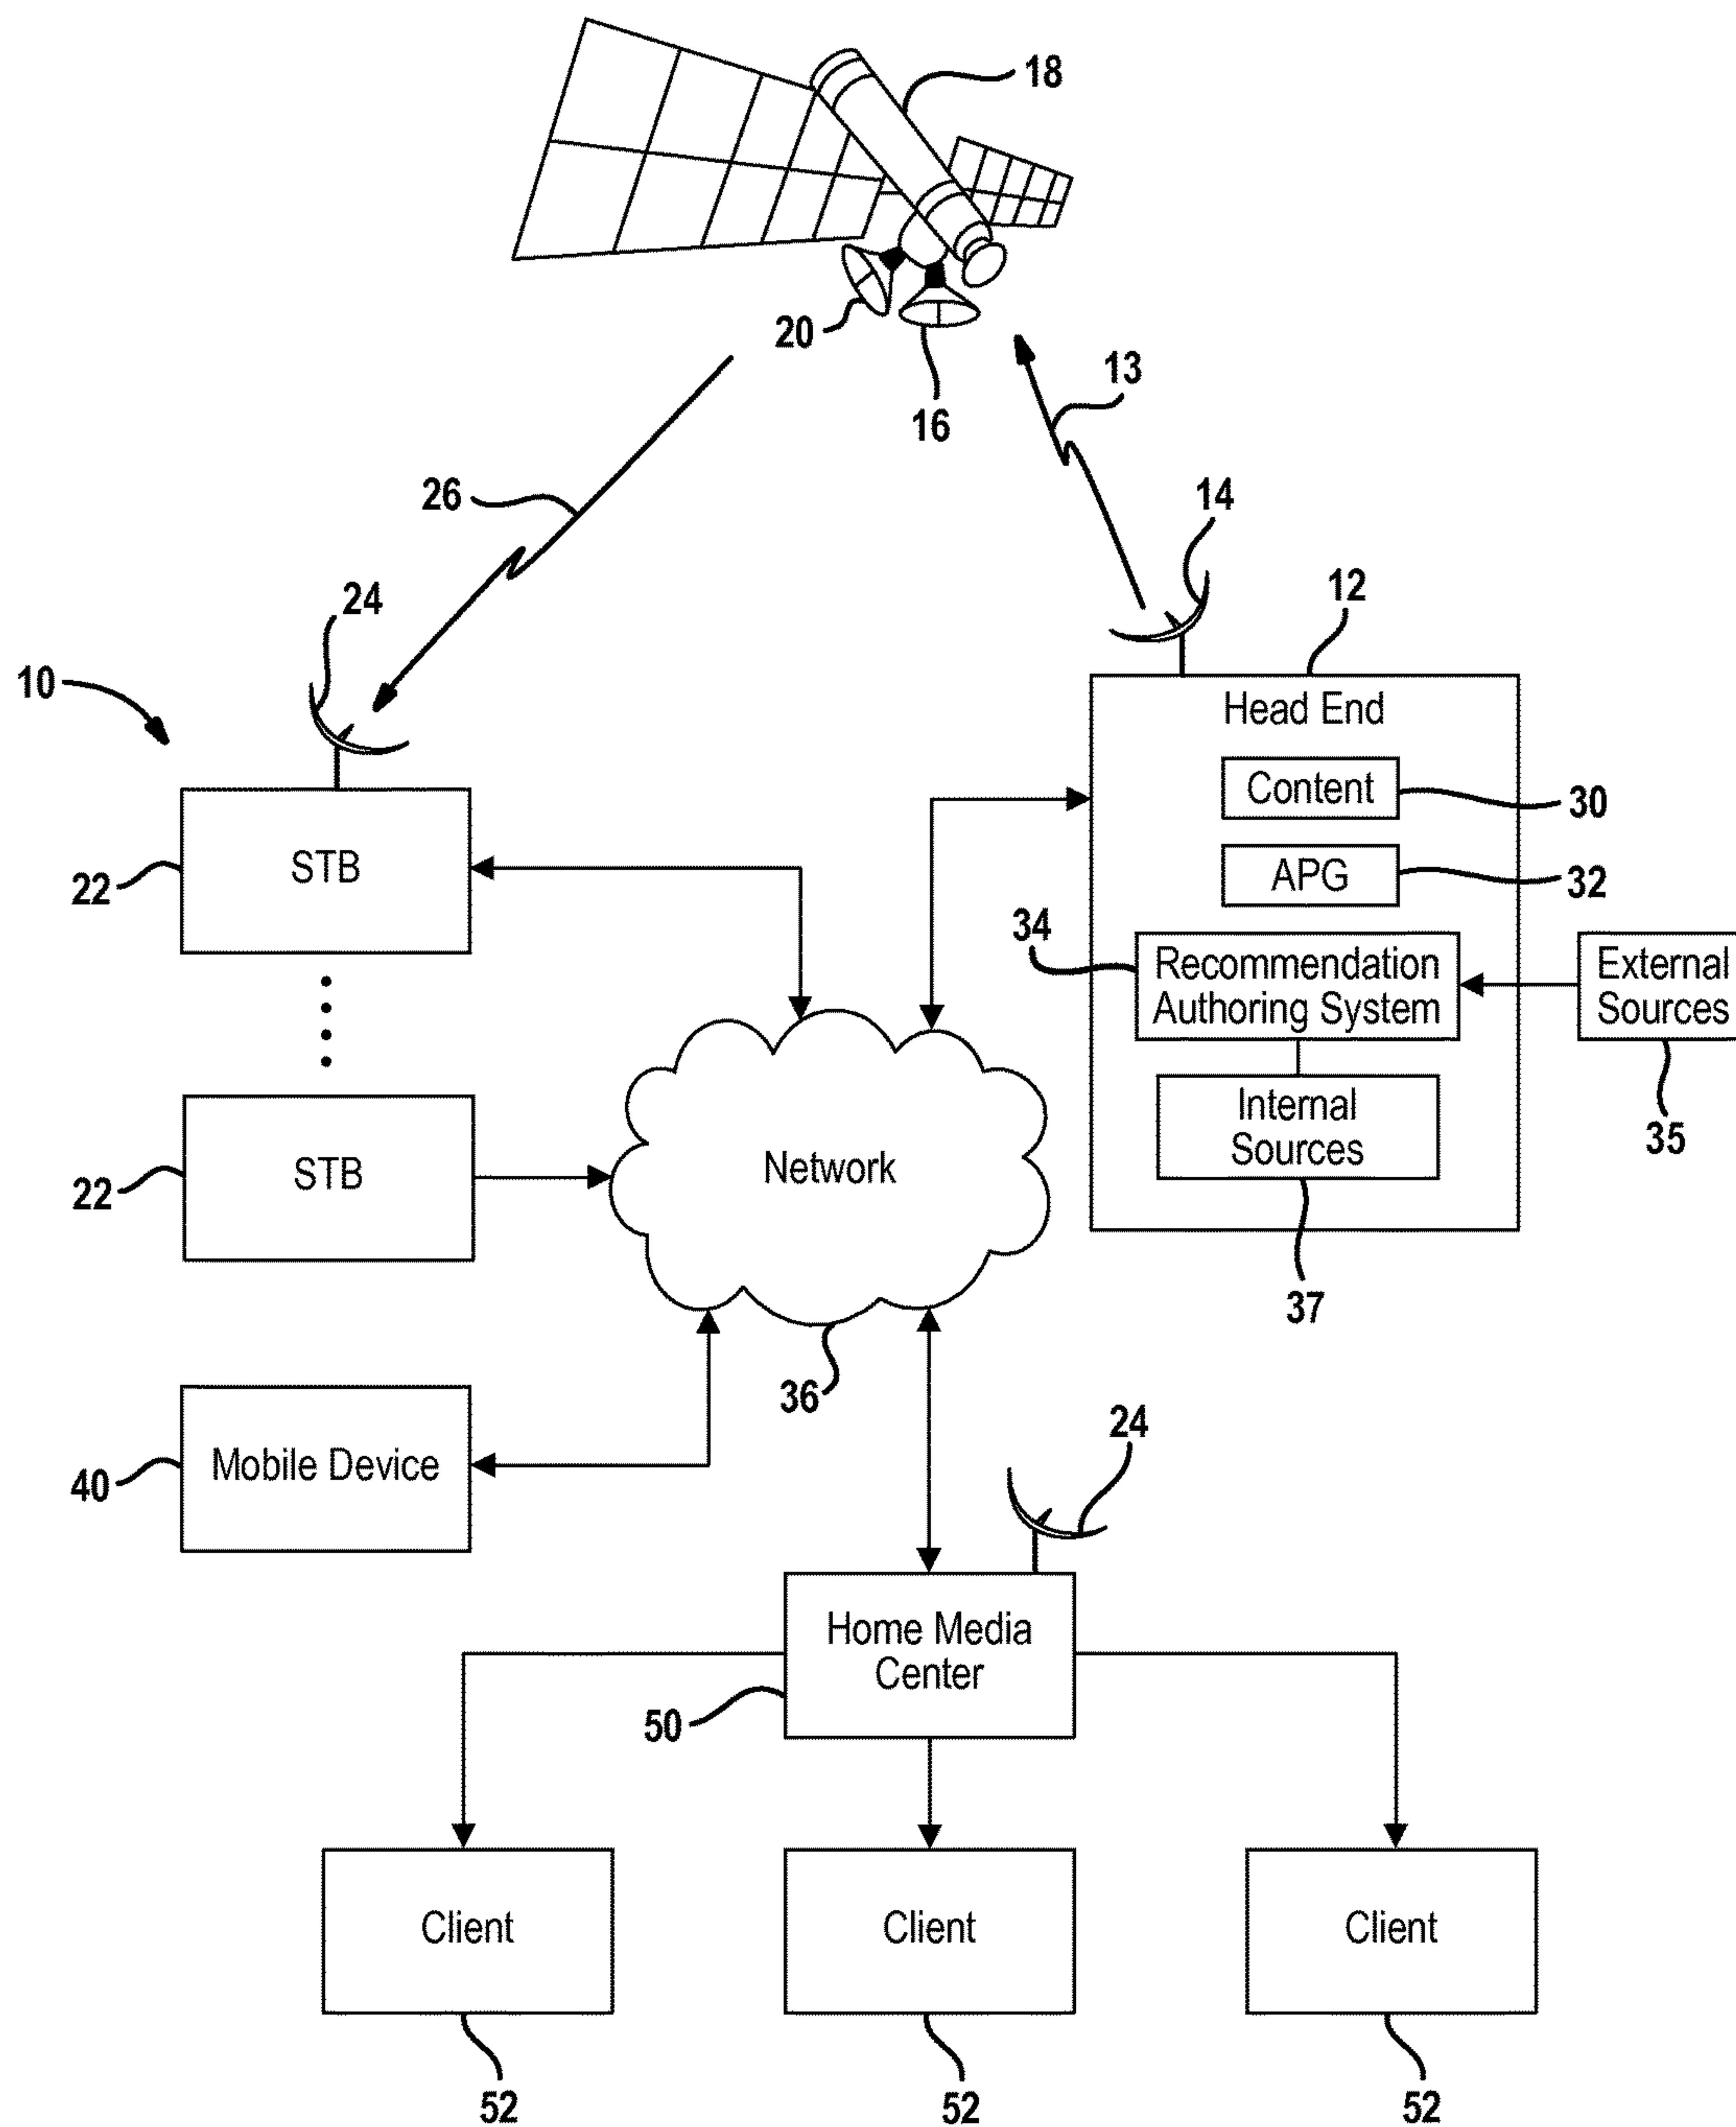 18
20
16
13
26
14
24
12
10
Head End
Content
30
STB
22
APG
32
34
Recommendation
Authoring System
External
Sources
Internal
Sources
35
STB
22
Network
37
36
24
Mobile Device
40
Home Media
Center
50
Client
Client
Client
52
52
52